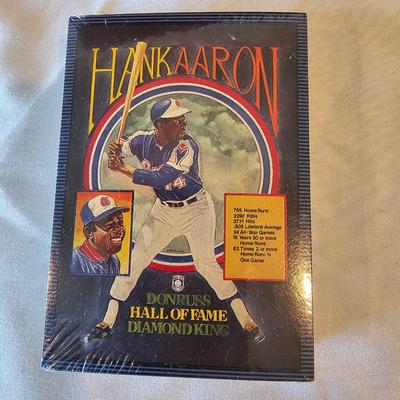 HANK AARON
44
755 Home Runs
2297 RBIs
3771 Hits
.305 Lifetime Average
24 All-Star Games
15 Years 30 or more
Home Runs
62 Times 2 or more
Home Runs in
One Game
DONRUSS
HALL OF FAME
DIAMOND KING